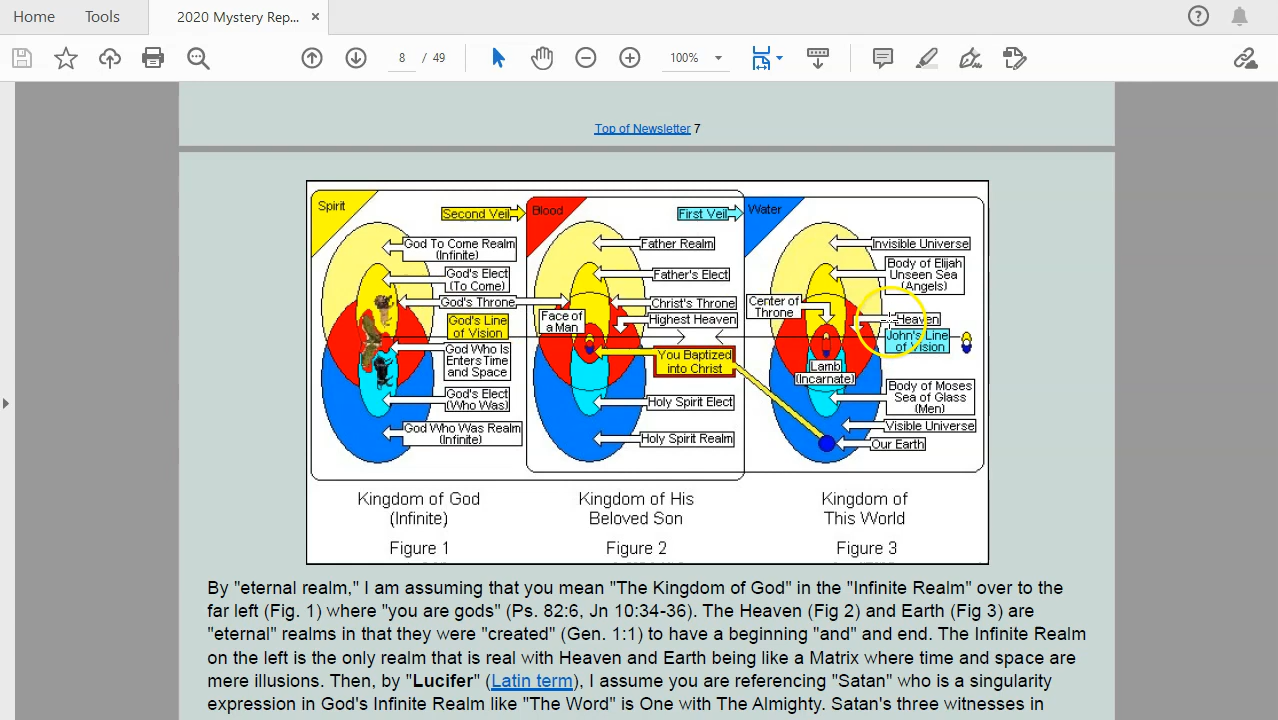 Home
Tools
2020 Mystery Rep...
8 / 49
100%
Top of Newsletter 7
Spirit
Second Veil
Blood
First Veil
Water
God To Come Realm
(Infinite)
God's Elect
(To Come)
God's Throne
God's Line
of Vision
God Who Is
Enters Time
and Space
God's Elect
(Who Was)
God Who Was Realm
(Infinite)
Father Realm
Father's Elect
Christ's Throne
Face of
a Man
Highest Heaven
You Baptized
into Christ
Holy Spirit Elect
Holy Spirit Realm
Invisible Universe
Body of Elijah
Unseen Sea
(Angels)
Center of
Throne
Heaven
John's Line
of Vision
Lamb
(Incarnate)
Body of Moses
Sea of Glass
(Men)
Visible Universe
Our Earth
Kingdom of God
(Infinite)
Figure 1
Kingdom of His
Beloved Son
Figure 2
Kingdom of
This World
Figure 3
By "eternal realm," I am assuming that you mean "The Kingdom of God" in the "Infinite Realm" over to the
far left (Fig. 1) where "you are gods" (Ps. 82:6, Jn 10:34-36). The Heaven (Fig 2) and Earth (Fig 3) are
"eternal" realms in that they were "created" (Gen. 1:1) to have a beginning "and" and end. The Infinite Realm
on the left is the only realm that is real with Heaven and Earth being like a Matrix where time and space are
mere illusions. Then, by "Lucifer" (Latin term), I assume you are referencing "Satan" who is a singularity
expression in God's Infinite Realm like "The Word" is One with The Almighty. Satan's three witnesses in